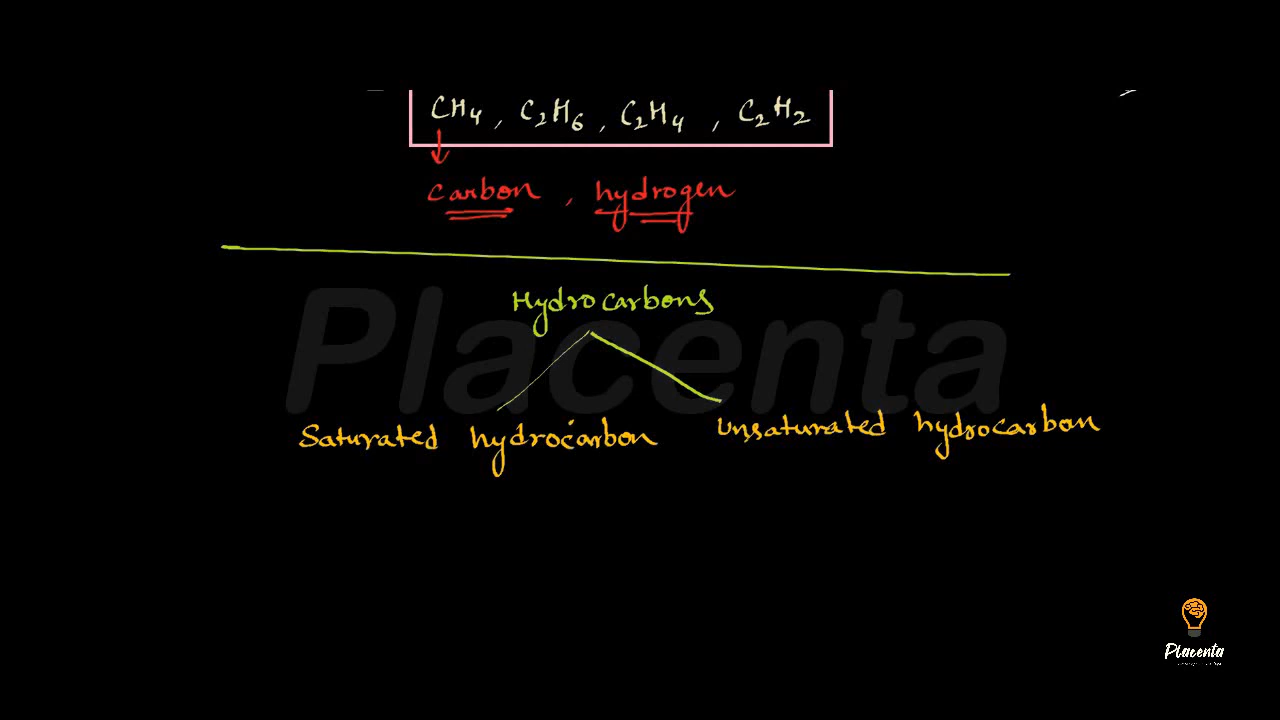 CH4, C2H6, C2H4, C2H2
Carbon, hydrogen
Hydrocarbons
Placenta
Saturated hydrocarbon Unsaturated hydrocarbon
Placenta